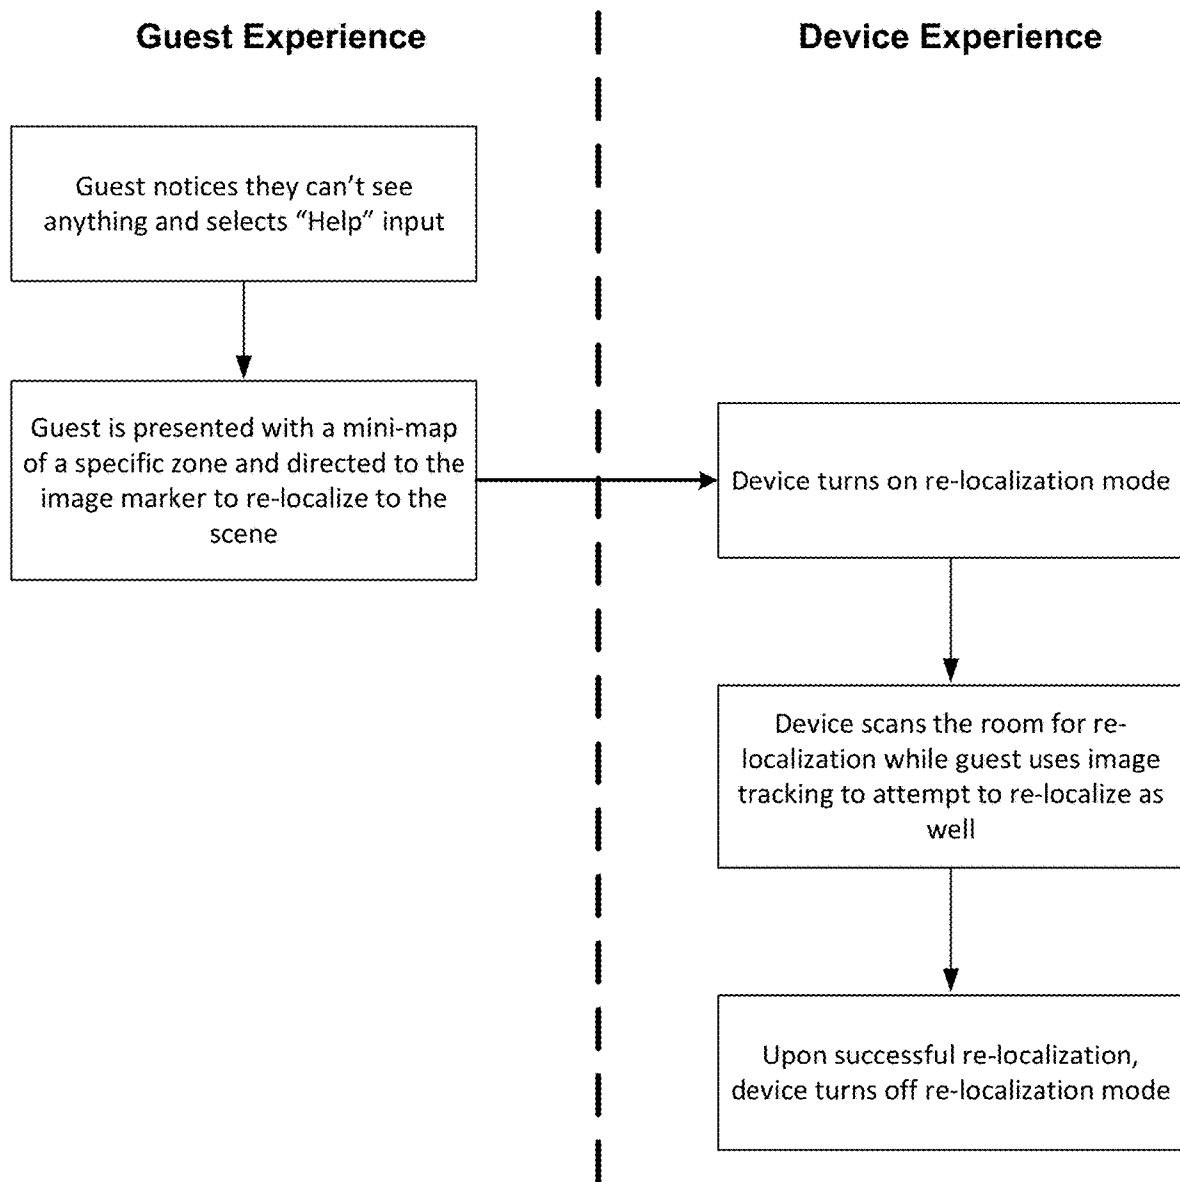 Guest Experience
Device Experience
Guest notices they can’t see
anything and selects “Help” input
Guest is presented with a mini-map
of a specific zone and directed to the
image marker to re-localize to the
scene
Device turns on re-localization mode
Device scans the room for re-
localization while guest uses image
tracking to attempt to re-localize as
well
Upon successful re-localization,
device turns off re-localization mode